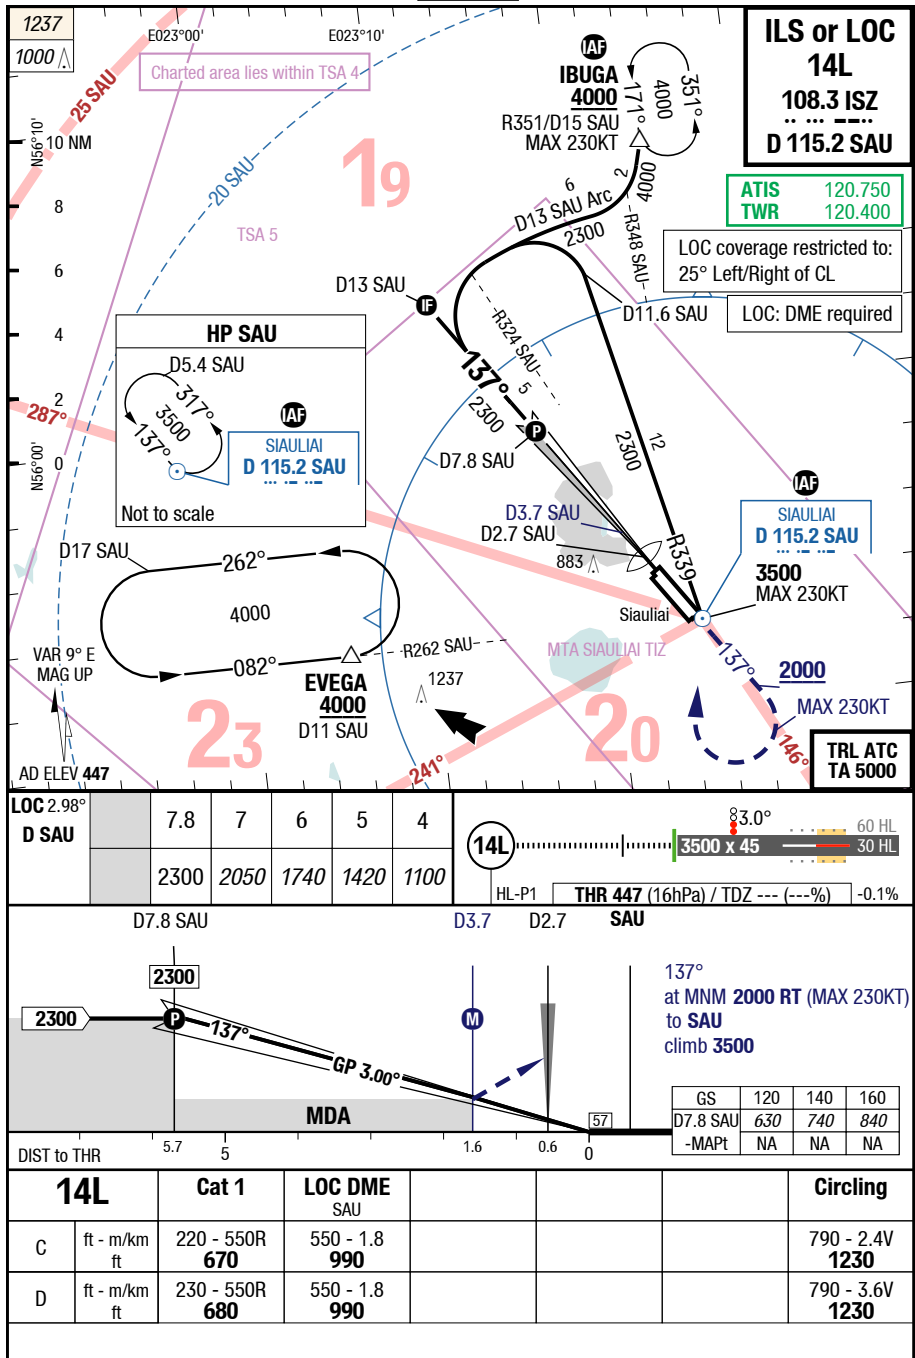 1237
1000
E023°00'
E023°10'
ILS or LOC
14L
108.3 ISZ
D 115.2 SAU
Charted area lies within TSA 4
25 SAU
IAF
IBUGA
4000
R351/D15 SAU
MAX 230KT
171°
4000
351°
N56°10'
10 NM
20 SAU
19
2
4000
ATIS 120.750
TWR 120.400
8
6
D13 SAU Arc
2300
R348 SAU
TSA 5
LOC coverage restricted to:
25° Left/Right of CL
6
D13 SAU
IF
D11.6 SAU
LOC: DME required
4
HP SAU
D5.4 SAU
317°
3500
137°
IAF
SIAULIAI
D 115.2 SAU
Not to scale
R324 SAU
5
137°
2300
2
287°
P
D7.8 SAU
12
2300
N56°00'
0
IAF
SIAULIAI
D 115.2 SAU
D3.7 SAU
D2.7 SAU
883
R339
3500
MAX 230KT
D17 SAU
262°
4000
082°
Siauliai
R262 SAU
MTA SIAULIAI TIZ
137°
2000
MAX 230KT
VAR 9° E
MAG UP
EVEGA
4000
D11 SAU
1237
23
20
241°
146°
AD ELEV 447
TRL ATC
TA 5000
LOC 2.98°
D SAU
7.8 7 6 5 4
2300 2050 1740 1420 1100
14L
3.0°
3500 x 45
60 HL
30 HL
HL-P1
THR 447 (16hPa) / TDZ --- (---%)
-0.1%
D7.8 SAU
D3.7
D2.7
SAU
2300
2300
P
137°
GP 3.00°
M
MDA
57
137°
at MNM 2000 RT (MAX 230KT)
to SAU
climb 3500
GS 120 140 160
D7.8 SAU 630 740 840
-MAPt NA NA NA
DIST to THR
5.7
5
1.6
0.6
0
14L Cat 1 LOC DME Circling
SAU
C ft - m/km 220 - 550R 550 - 1.8 790 - 2.4V
ft 670 990 1230
D ft - m/km 230 - 550R 550 - 1.8 790 - 3.6V
ft 680 990 1230